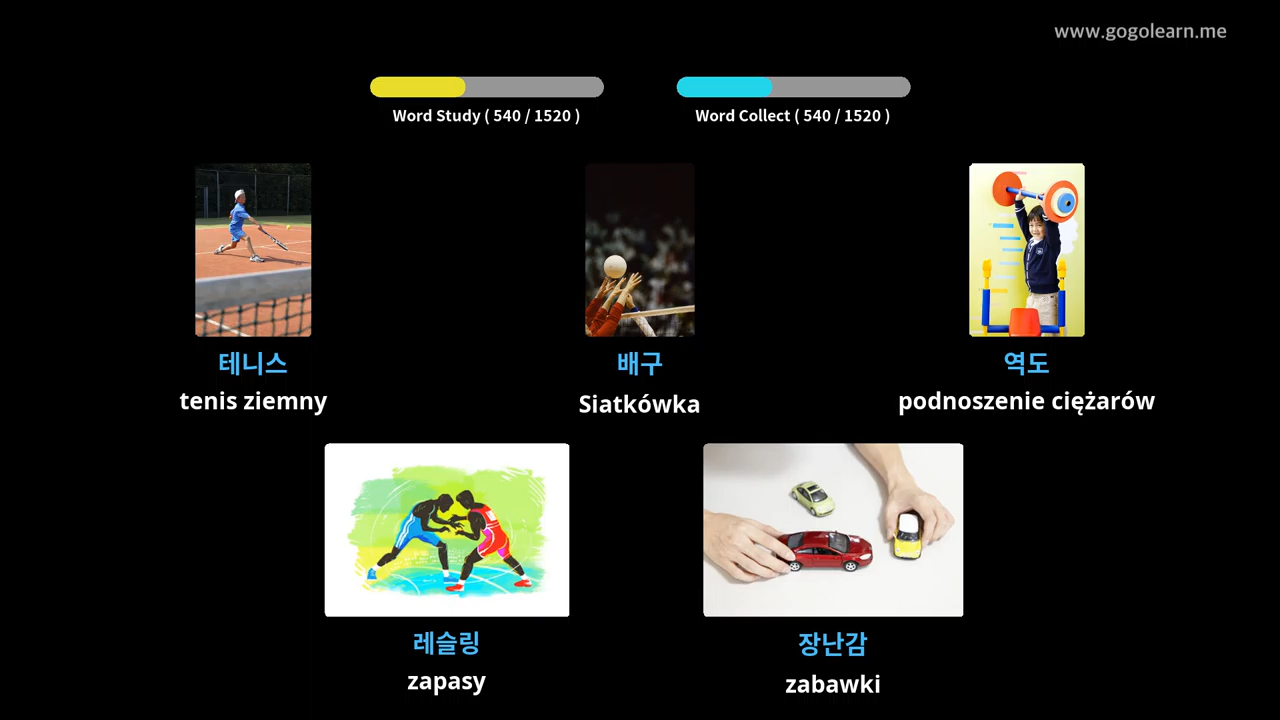 www.gogolearn.me
Word Study ( 540 / 1520 )
Word Collect ( 540 / 1520 )
테니스
tenis ziemny
배구
Siatkówka
역도
podnoszenie ciężarów
레슬링
zapasy
장난감
zabawki